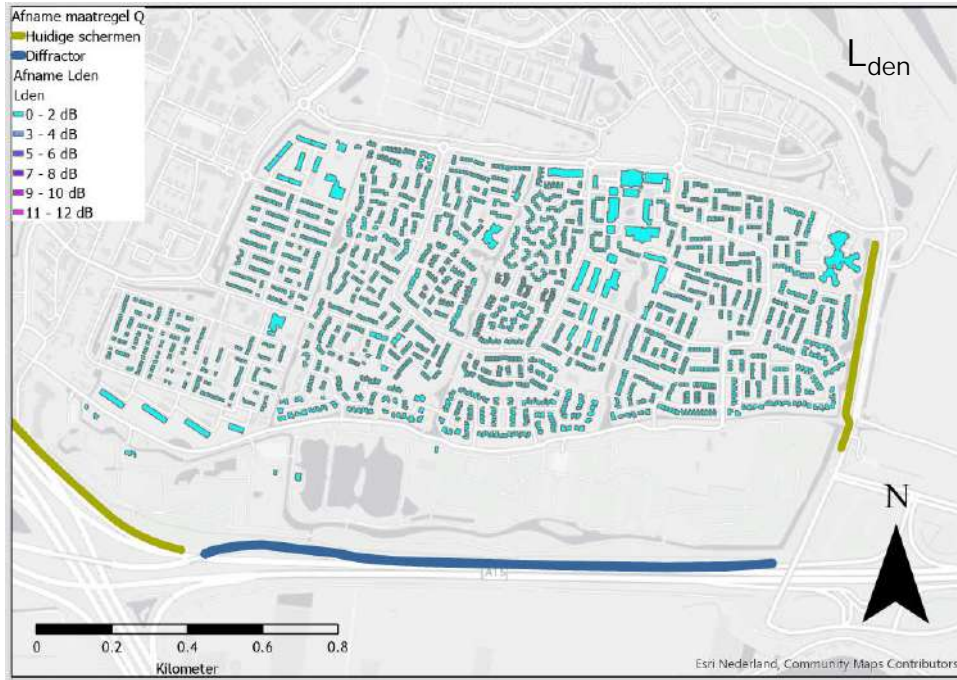 Afname maatregel Q
Huidige schermen
Diffractor
Afname Lden
Lden
0 - 2 dB
3 - 4 dB
5 - 6 dB
7 - 8 dB
9 - 10 dB
11 - 12 dB
Lden
N
A15
0 0.2 0.4 0.6 0.8
Kilometer
Esri Nederland, Community Maps Contributors